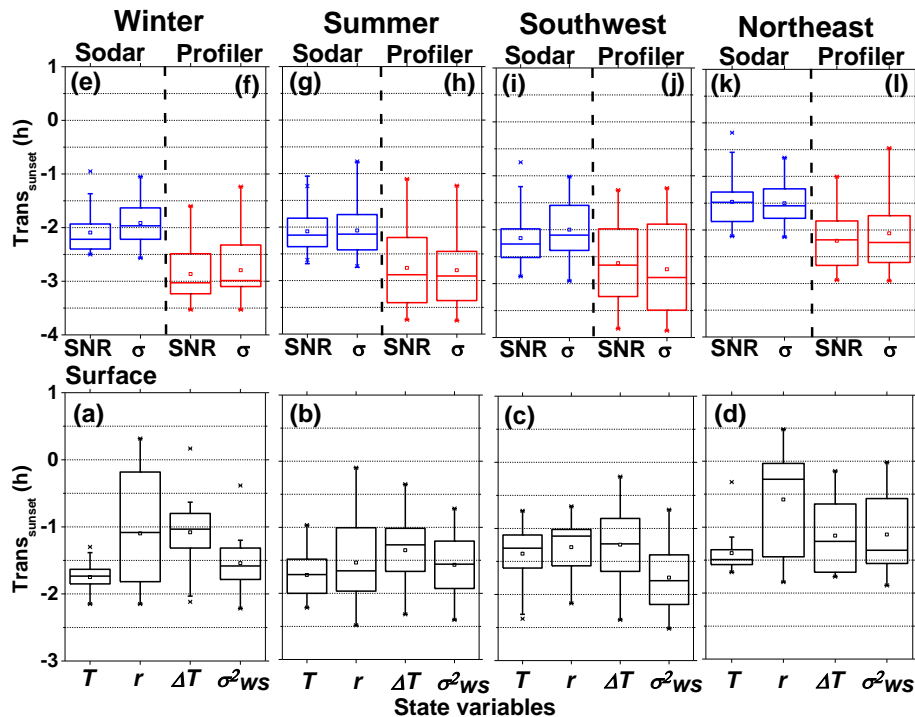 Winter Summer Southwest Northeast
Sodar Profiler Sodar Profiler Sodar Profiler Sodar Profiler
1
(e) (f) (g) (h) (i) (j) (k) (l)
0
-1
-2
-3
-4
Trans_sunset (h)
SNR σ SNR σ SNR σ SNR σ SNR σ SNR σ SNR σ SNR σ
Surface
1
(a) (b) (c) (d)
0
-1
-2
-3
Trans_sunset (h)
T r ΔT σ²ws T r ΔT σ²ws T r ΔT σ²ws T r ΔT σ²ws
State variables